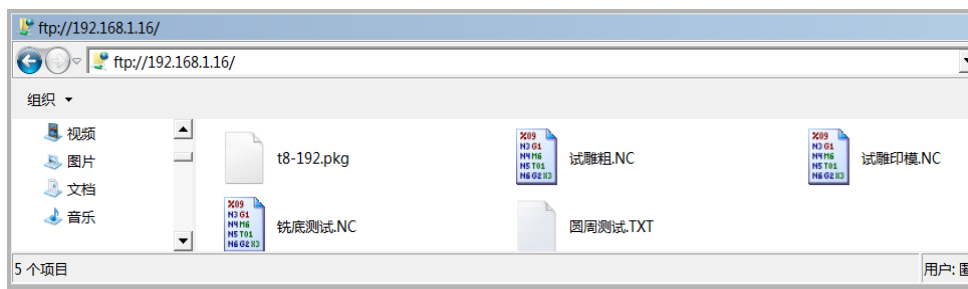 ftp://192.168.1.16/
ftp://192.168.1.16/
组织
视频
图片
文档
音乐
t8-192.pkg
试雕粗.NC
试雕印模.NC
铣底测试.NC
圆周测试.TXT
5 个项目
用户: